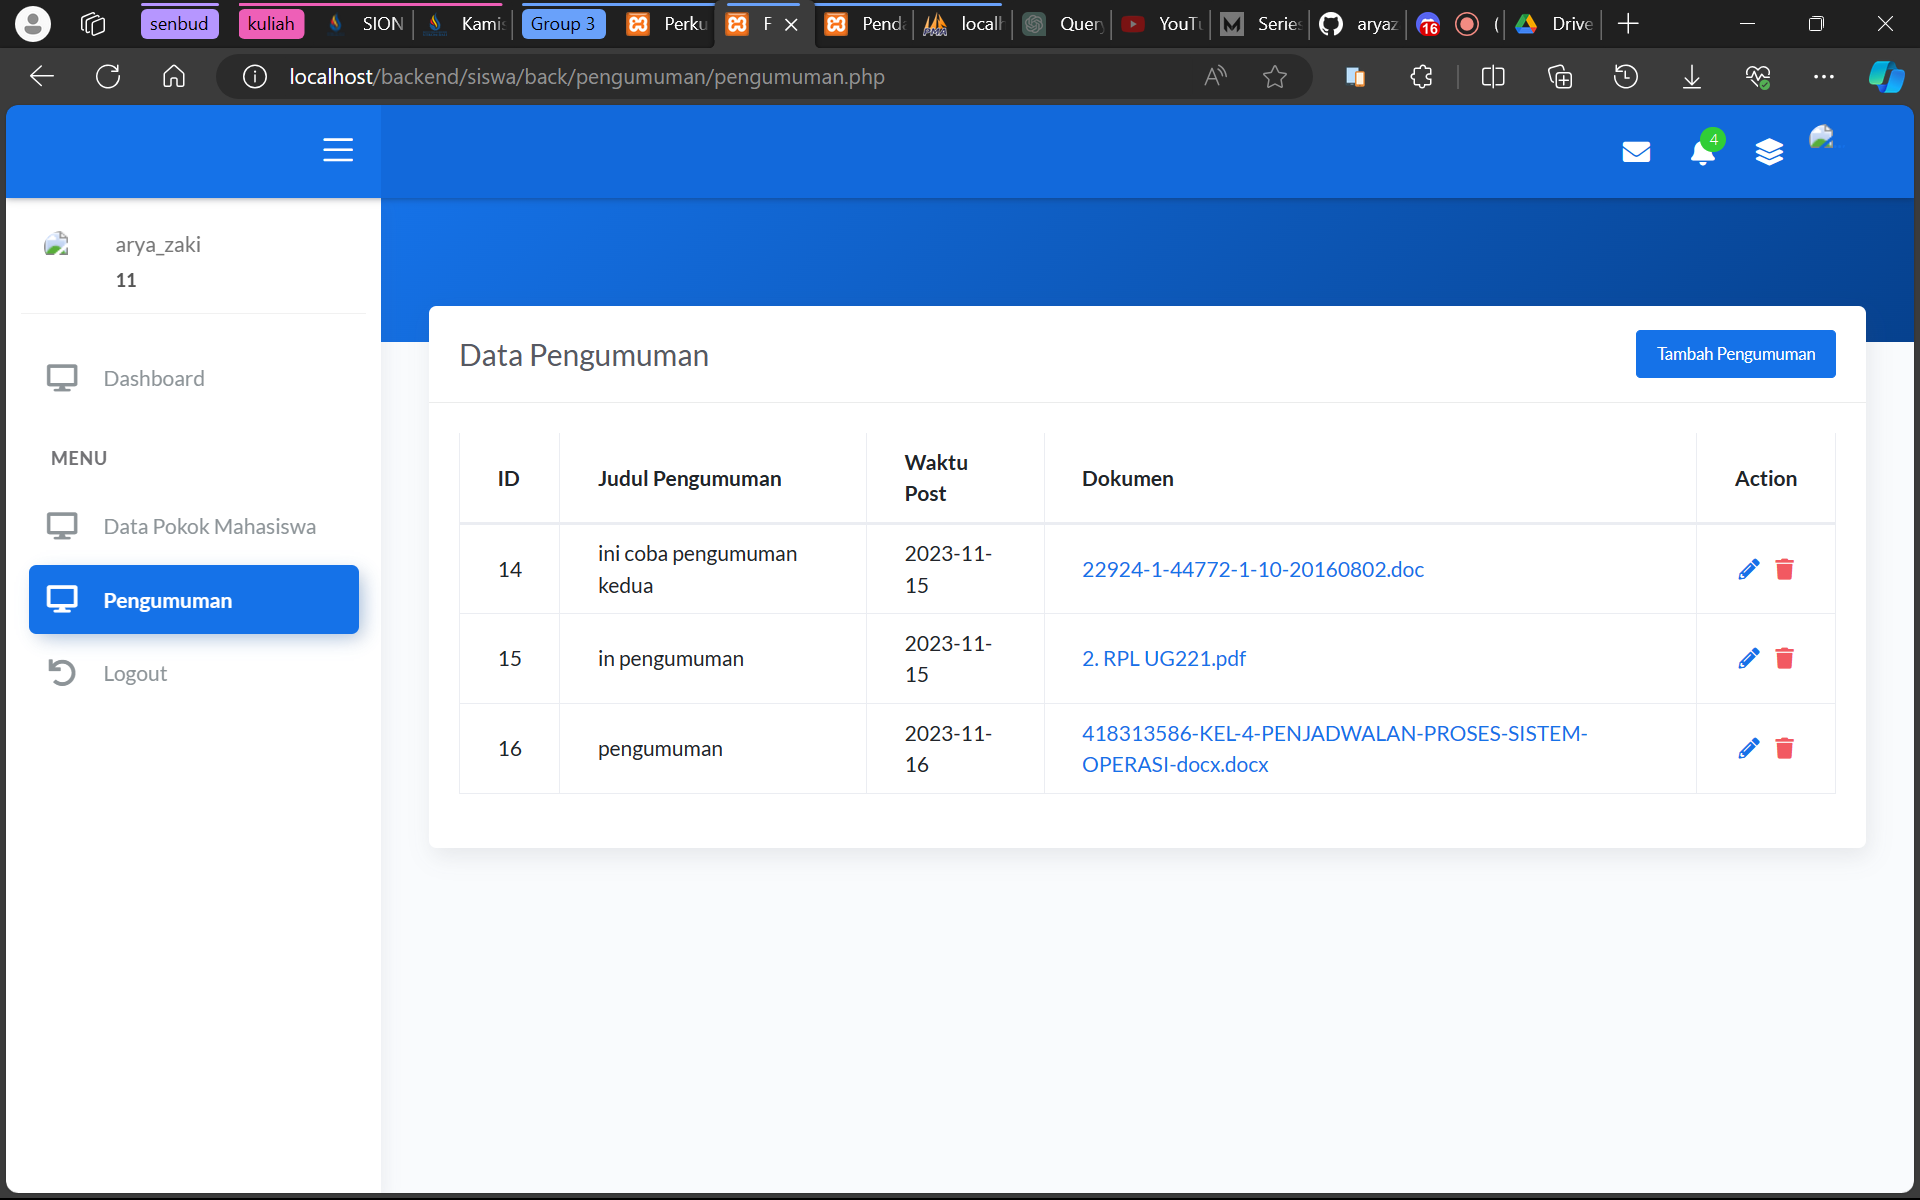 senbud kuliah SION Kamis Group 3 Perku F Penda localh Query YouTu Series aryaz 16 ( Drive
localhost/backend/siswa/back/pengumuman/pengumuman.php
4
arya_zaki
11
Dashboard
MENU
Data Pokok Mahasiswa
Pengumuman
Logout
Data Pengumuman
Tambah Pengumuman
ID Judul Pengumuman Waktu Post Dokumen Action
14 ini coba pengumuman kedua 2023-11-15 22924-1-44772-1-10-20160802.doc
15 in pengumuman 2023-11-15 2. RPL UG221.pdf
16 pengumuman 2023-11-16 418313586-KEL-4-PENJADWALAN-PROSES-SISTEM-OPERASI-docx.docx